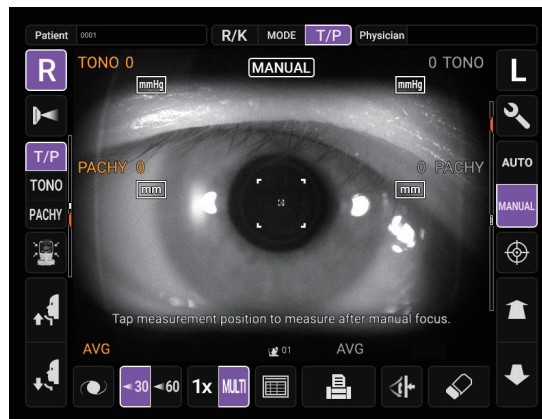 Patient 0001 R/K MODE T/P Physician
R TONO 0 MANUAL 0 TONO L
mmHg mmHg
T/P AUTO
PACHY 0 0 PACHY
TONO mm mm
PACHY MANUAL
Tap measurement position to measure after manual focus.
AVG 01 AVG
30 60 1x MULTI